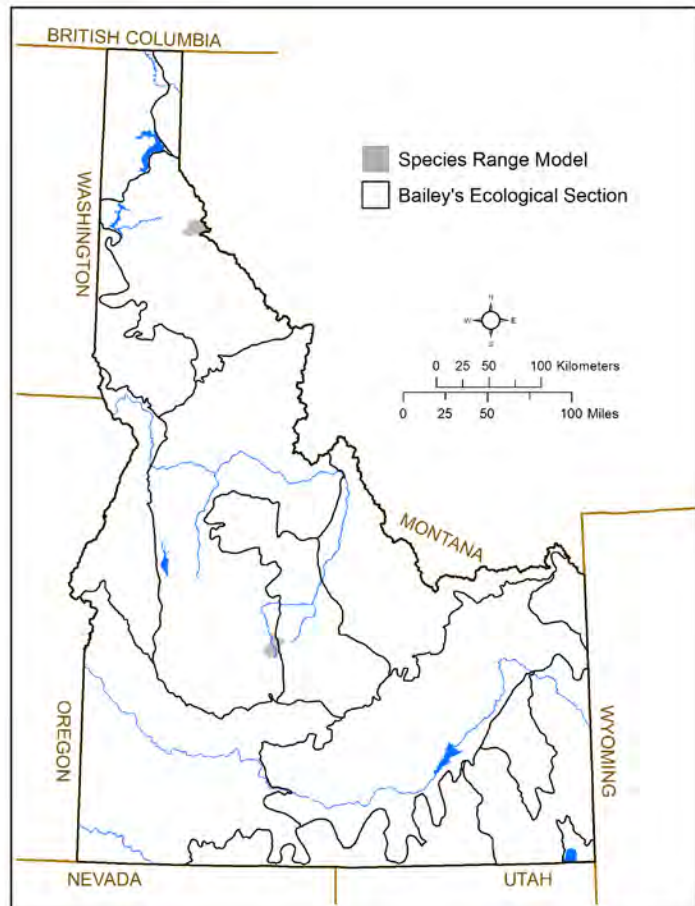 BRITISH COLUMBIA
WASHINGTON
Species Range Model
Bailey's Ecological Section
N
W E
S
0 25 50 100 Kilometers
0 25 50 100 Miles
MONTANA
OREGON
WYOMING
NEVADA
UTAH